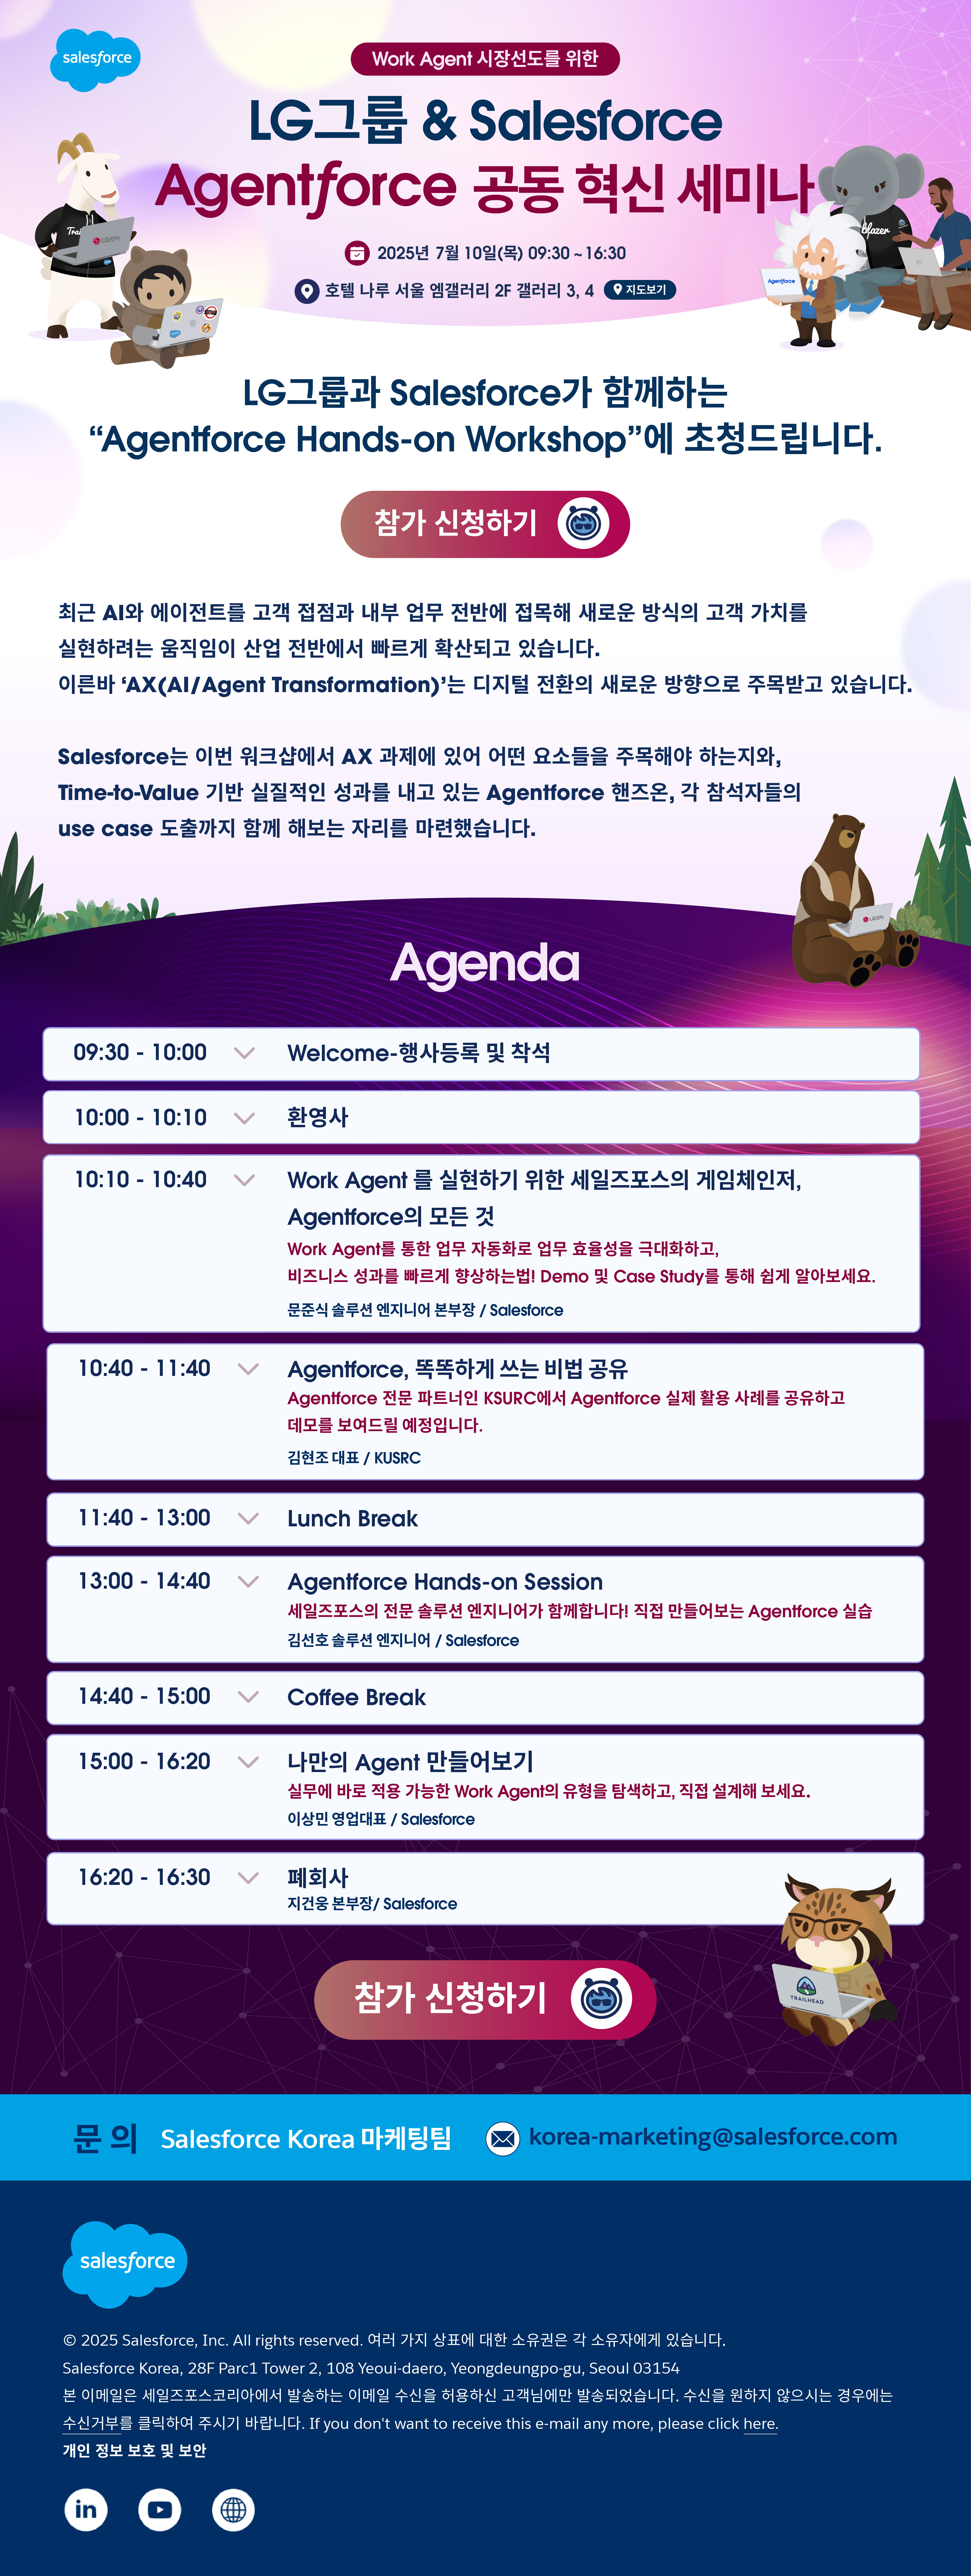 salesforce
Work Agent 시장선도를 위한
LG그룹 & Salesforce
Agentforce 공동 혁신 세미나
2025년 7월 10일(목) 09:30 ~ 16:30
호텔 나루 서울 엠갤러리 2F 갤러리 3, 4 지도보기
LG전자
blazer
Agentforce
LG그룹과 Salesforce가 함께하는
“Agentforce Hands-on Workshop”에 초청드립니다.
참가 신청하기
최근 AI와 에이전트를 고객 접점과 내부 업무 전반에 접목해 새로운 방식의 고객 가치를
실현하려는 움직임이 산업 전반에서 빠르게 확산되고 있습니다.
이른바 ‘AX(AI/Agent Transformation)’는 디지털 전환의 새로운 방향으로 주목받고 있습니다.
Salesforce는 이번 워크샵에서 AX 과제에 있어 어떤 요소들을 주목해야 하는지와,
Time-to-Value 기반 실질적인 성과를 내고 있는 Agentforce 핸즈온, 각 참석자들의
use case 도출까지 함께 해보는 자리를 마련했습니다.
LG전자
Agenda
09:30 - 10:00 Welcome-행사등록 및 착석
10:00 - 10:10 환영사
10:10 - 10:40 Work Agent 를 실현하기 위한 세일즈포스의 게임체인저,
Agentforce의 모든 것
Work Agent를 통한 업무 자동화로 업무 효율성을 극대화하고,
비즈니스 성과를 빠르게 향상하는법! Demo 및 Case Study를 통해 쉽게 알아보세요.
문준식 솔루션 엔지니어 본부장 / Salesforce
10:40 - 11:40 Agentforce, 똑똑하게 쓰는 비법 공유
Agentforce 전문 파트너인 KSURC에서 Agentforce 실제 활용 사례를 공유하고
데모를 보여드릴 예정입니다.
김현조 대표 / KUSRC
11:40 - 13:00 Lunch Break
13:00 - 14:40 Agentforce Hands-on Session
세일즈포스의 전문 솔루션 엔지니어가 함께합니다! 직접 만들어보는 Agentforce 실습
김선호 솔루션 엔지니어 / Salesforce
14:40 - 15:00 Coffee Break
15:00 - 16:20 나만의 Agent 만들어보기
실무에 바로 적용 가능한 Work Agent의 유형을 탐색하고, 직접 설계해 보세요.
이상민 영업대표 / Salesforce
16:20 - 16:30 폐회사
지건웅 본부장/ Salesforce
참가 신청하기
TRAILHEAD
문 의 Salesforce Korea 마케팅팀 korea-marketing@salesforce.com
salesforce
© 2025 Salesforce, Inc. All rights reserved. 여러 가지 상표에 대한 소유권은 각 소유자에게 있습니다.
Salesforce Korea, 28F Parc1 Tower 2, 108 Yeoui-daero, Yeongdeungpo-gu, Seoul 03154
본 이메일은 세일즈포스코리아에서 발송하는 이메일 수신을 허용하신 고객님에만 발송되었습니다. 수신을 원하지 않으시는 경우에는
수신거부를 클릭하여 주시기 바랍니다. If you don't want to receive this e-mail any more, please click here.
개인 정보 보호 및 보안
in